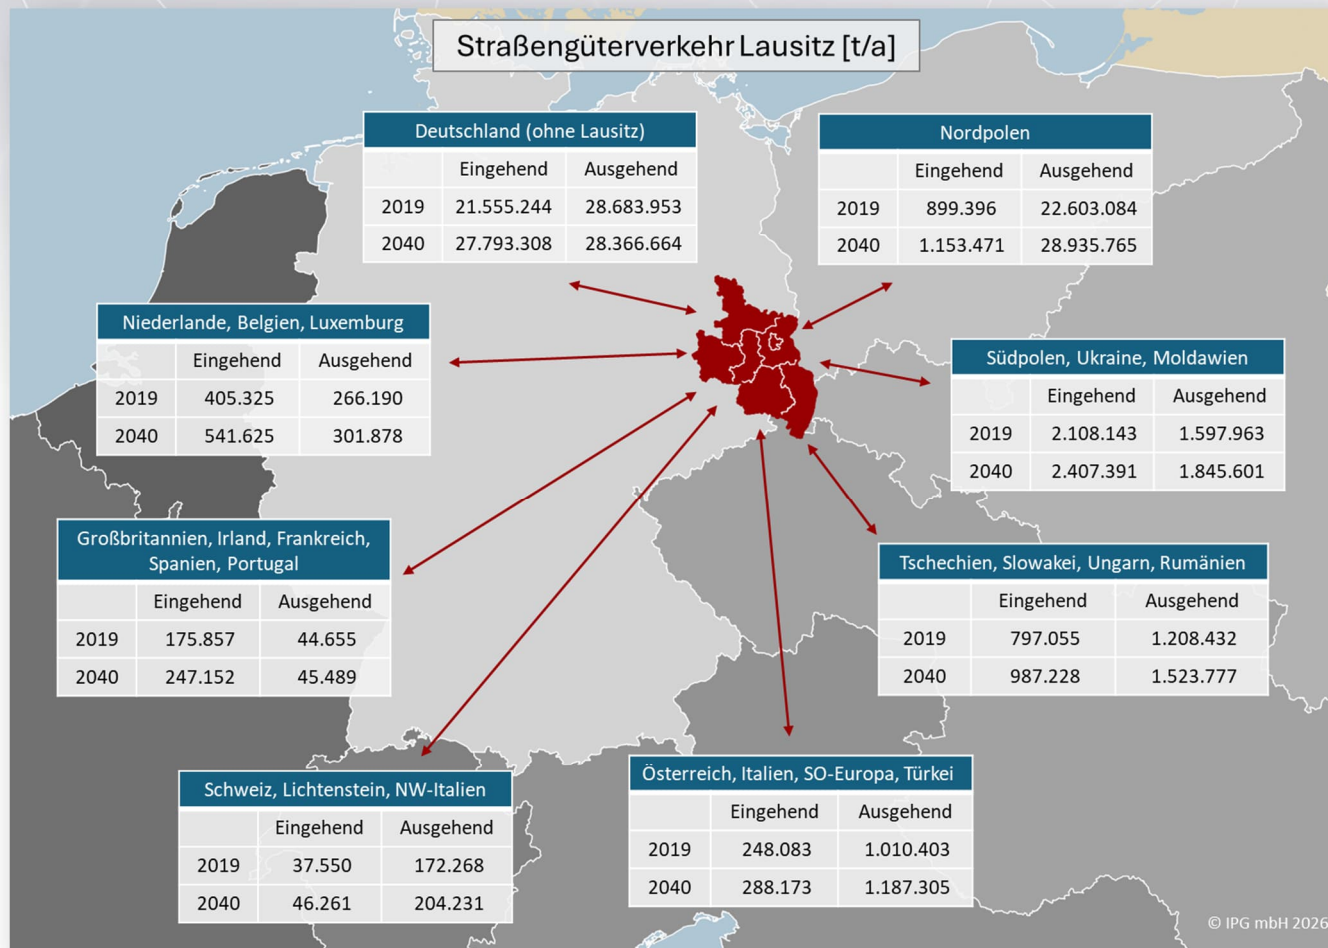 Straßengüterverkehr Lausitz [t/a]
Deutschland (ohne Lausitz)
Eingehend Ausgehend
2019 21.555.244 28.683.953
2040 27.793.308 28.366.664
Nordpolen
Eingehend Ausgehend
2019 899.396 22.603.084
2040 1.153.471 28.935.765
Niederlande, Belgien, Luxemburg
Eingehend Ausgehend
2019 405.325 266.190
2040 541.625 301.878
Südpolen, Ukraine, Moldawien
Eingehend Ausgehend
2019 2.108.143 1.597.963
2040 2.407.391 1.845.601
Großbritannien, Irland, Frankreich,
Spanien, Portugal
Eingehend Ausgehend
2019 175.857 44.655
2040 247.152 45.489
Tschechien, Slowakei, Ungarn, Rumänien
Eingehend Ausgehend
2019 797.055 1.208.432
2040 987.228 1.523.777
Schweiz, Lichtenstein, NW-Italien
Eingehend Ausgehend
2019 37.550 172.268
2040 46.261 204.231
Österreich, Italien, SO-Europa, Türkei
Eingehend Ausgehend
2019 248.083 1.010.403
2040 288.173 1.187.305
© IPG mbH 2026